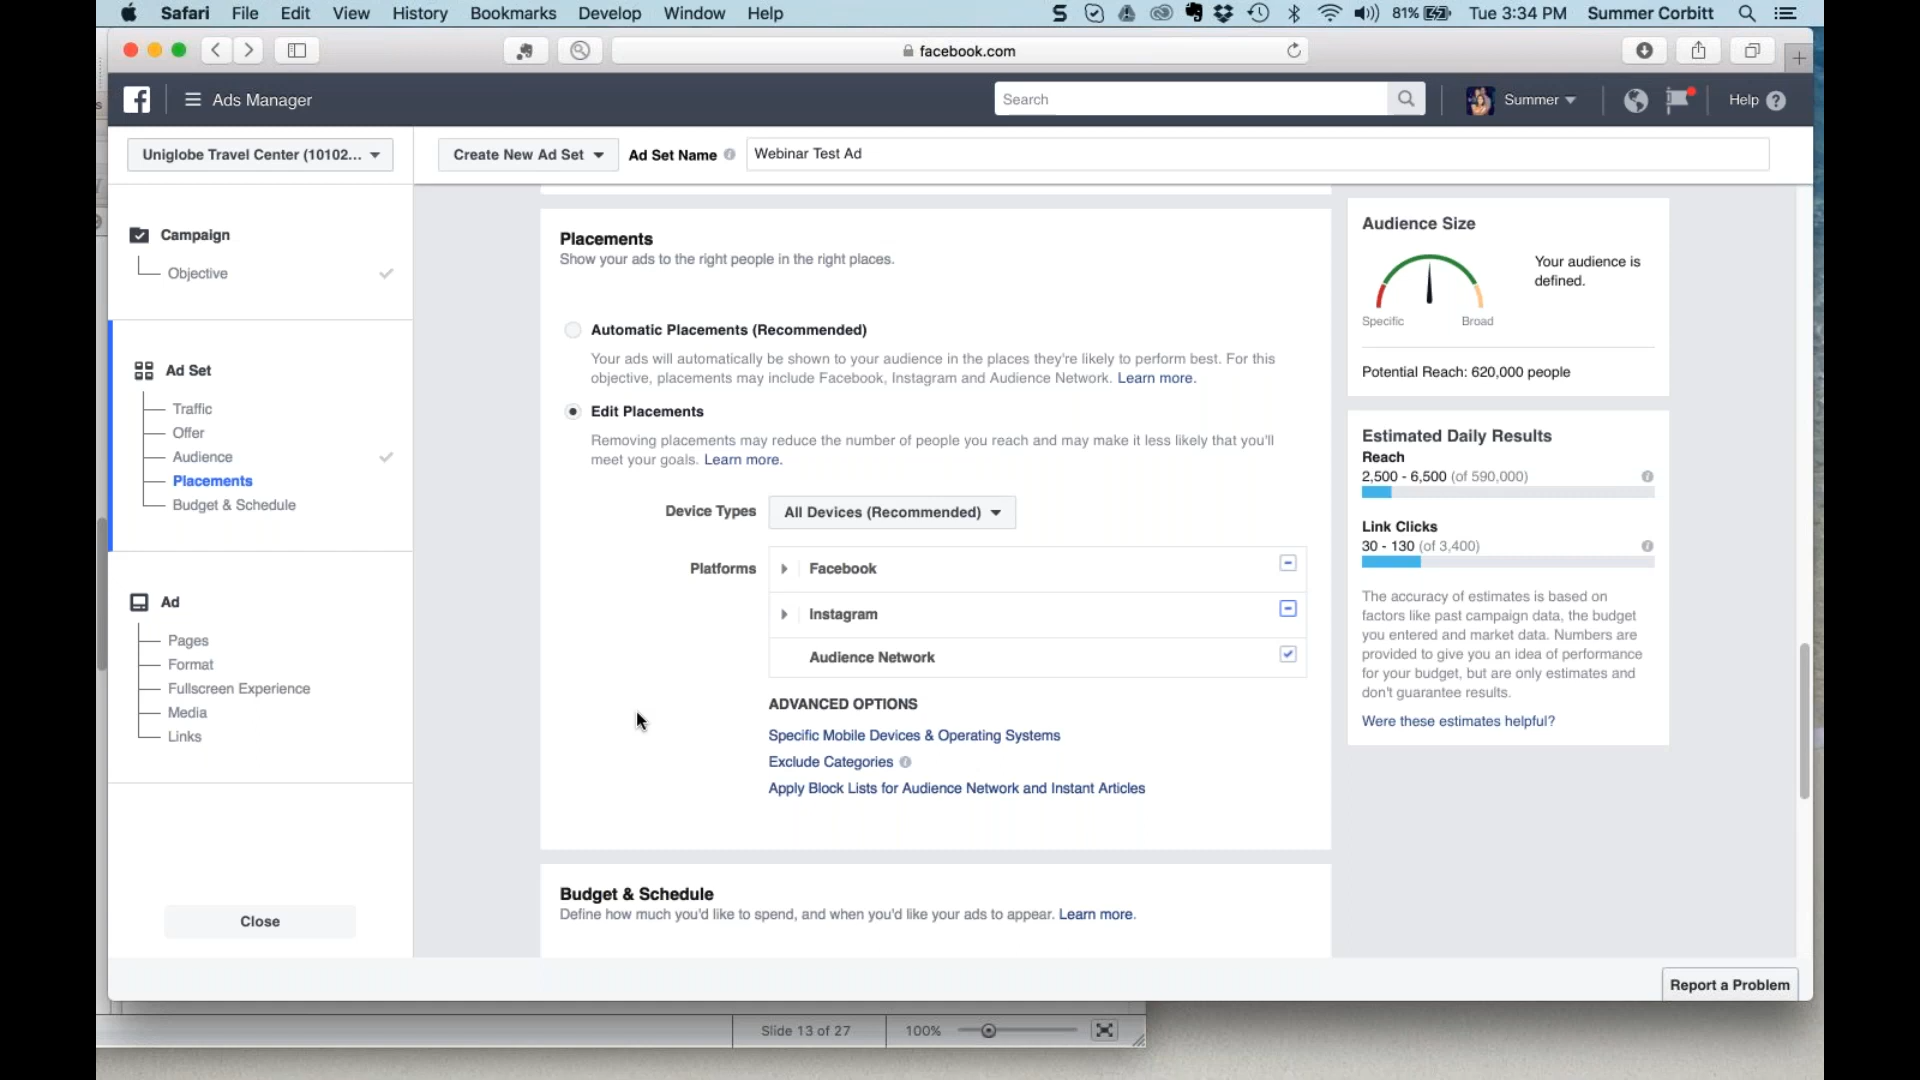 Safari File Edit View History Bookmarks Develop Window Help 81% Tue 3:34 PM Summer Corbitt
facebook.com
Ads Manager Search Summer Help
Uniglobe Travel Center (10102... Create New Ad Set Ad Set Name Webinar Test Ad
Campaign
Objective
Ad Set
Traffic
Offer
Audience
Placements
Budget & Schedule
Ad
Pages
Format
Fullscreen Experience
Media
Links
Close
Placements
Show your ads to the right people in the right places.
Automatic Placements (Recommended)
Your ads will automatically be shown to your audience in the places they're likely to perform best. For this
objective, placements may include Facebook, Instagram and Audience Network. Learn more.
Edit Placements
Removing placements may reduce the number of people you reach and may make it less likely that you'll
meet your goals. Learn more.
Device Types All Devices (Recommended)
Platforms Facebook
Instagram
Audience Network
ADVANCED OPTIONS
Specific Mobile Devices & Operating Systems
Exclude Categories
Apply Block Lists for Audience Network and Instant Articles
Budget & Schedule
Define how much you'd like to spend, and when you'd like your ads to appear. Learn more.
Audience Size
Your audience is
defined.
Specific Broad
Potential Reach: 620,000 people
Estimated Daily Results
Reach
2,500 - 6,500 (of 590,000)
Link Clicks
30 - 130 (of 3,400)
The accuracy of estimates is based on
factors like past campaign data, the budget
you entered and market data. Numbers are
provided to give you an idea of performance
for your budget, but are only estimates and
don't guarantee results.
Were these estimates helpful?
Report a Problem
Slide 13 of 27 100%